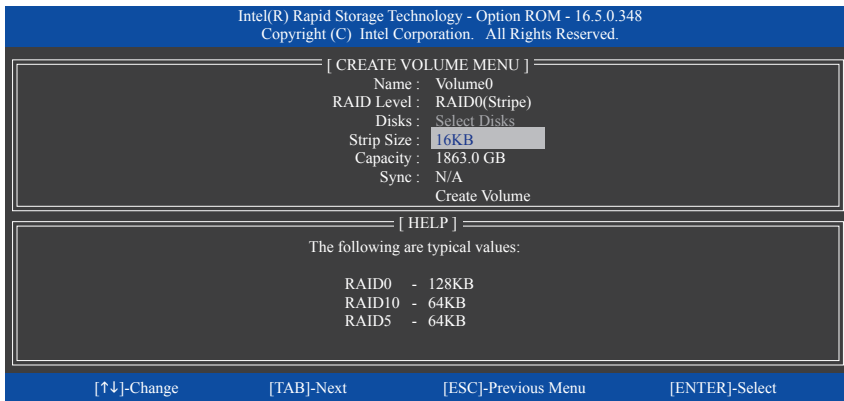 Intel(R) Rapid Storage Technology - Option ROM - 16.5.0.348
Copyright (C) Intel Corporation. All Rights Reserved.
[ CREATE VOLUME MENU ]
Name : Volume0
RAID Level : RAID0(Stripe)
Disks : Select Disks
Strip Size : 16KB
Capacity : 1863.0 GB
Sync : N/A
Create Volume
[ HELP ]
The following are typical values:
RAID0 - 128KB
RAID10 - 64KB
RAID5 - 64KB
[↑↓]-Change [TAB]-Next [ESC]-Previous Menu [ENTER]-Select